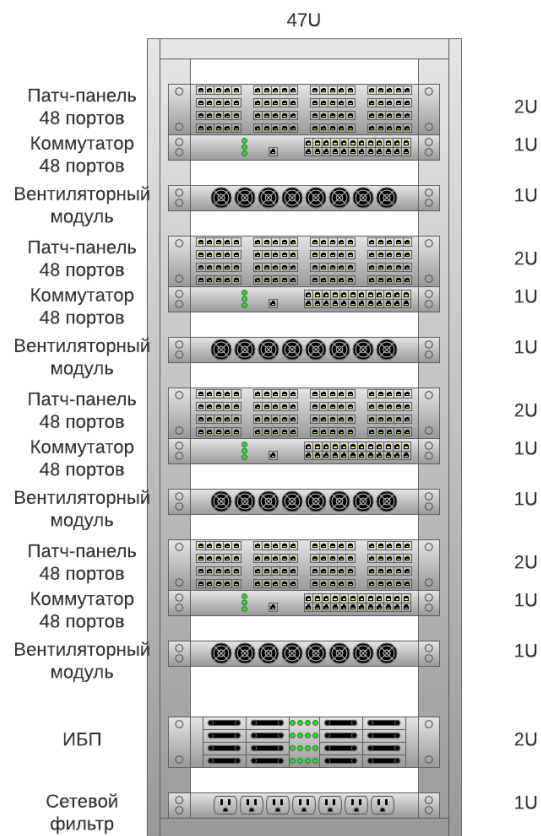 47U
Патч-панель
48 портов
2U
Коммутатор
48 портов
1U
Вентиляторный
модуль
1U
Патч-панель
48 портов
2U
Коммутатор
48 портов
1U
Вентиляторный
модуль
1U
Патч-панель
48 портов
2U
Коммутатор
48 портов
1U
Вентиляторный
модуль
1U
Патч-панель
48 портов
2U
Коммутатор
48 портов
1U
Вентиляторный
модуль
1U
ИБП
2U
Сетевой
фильтр
1U